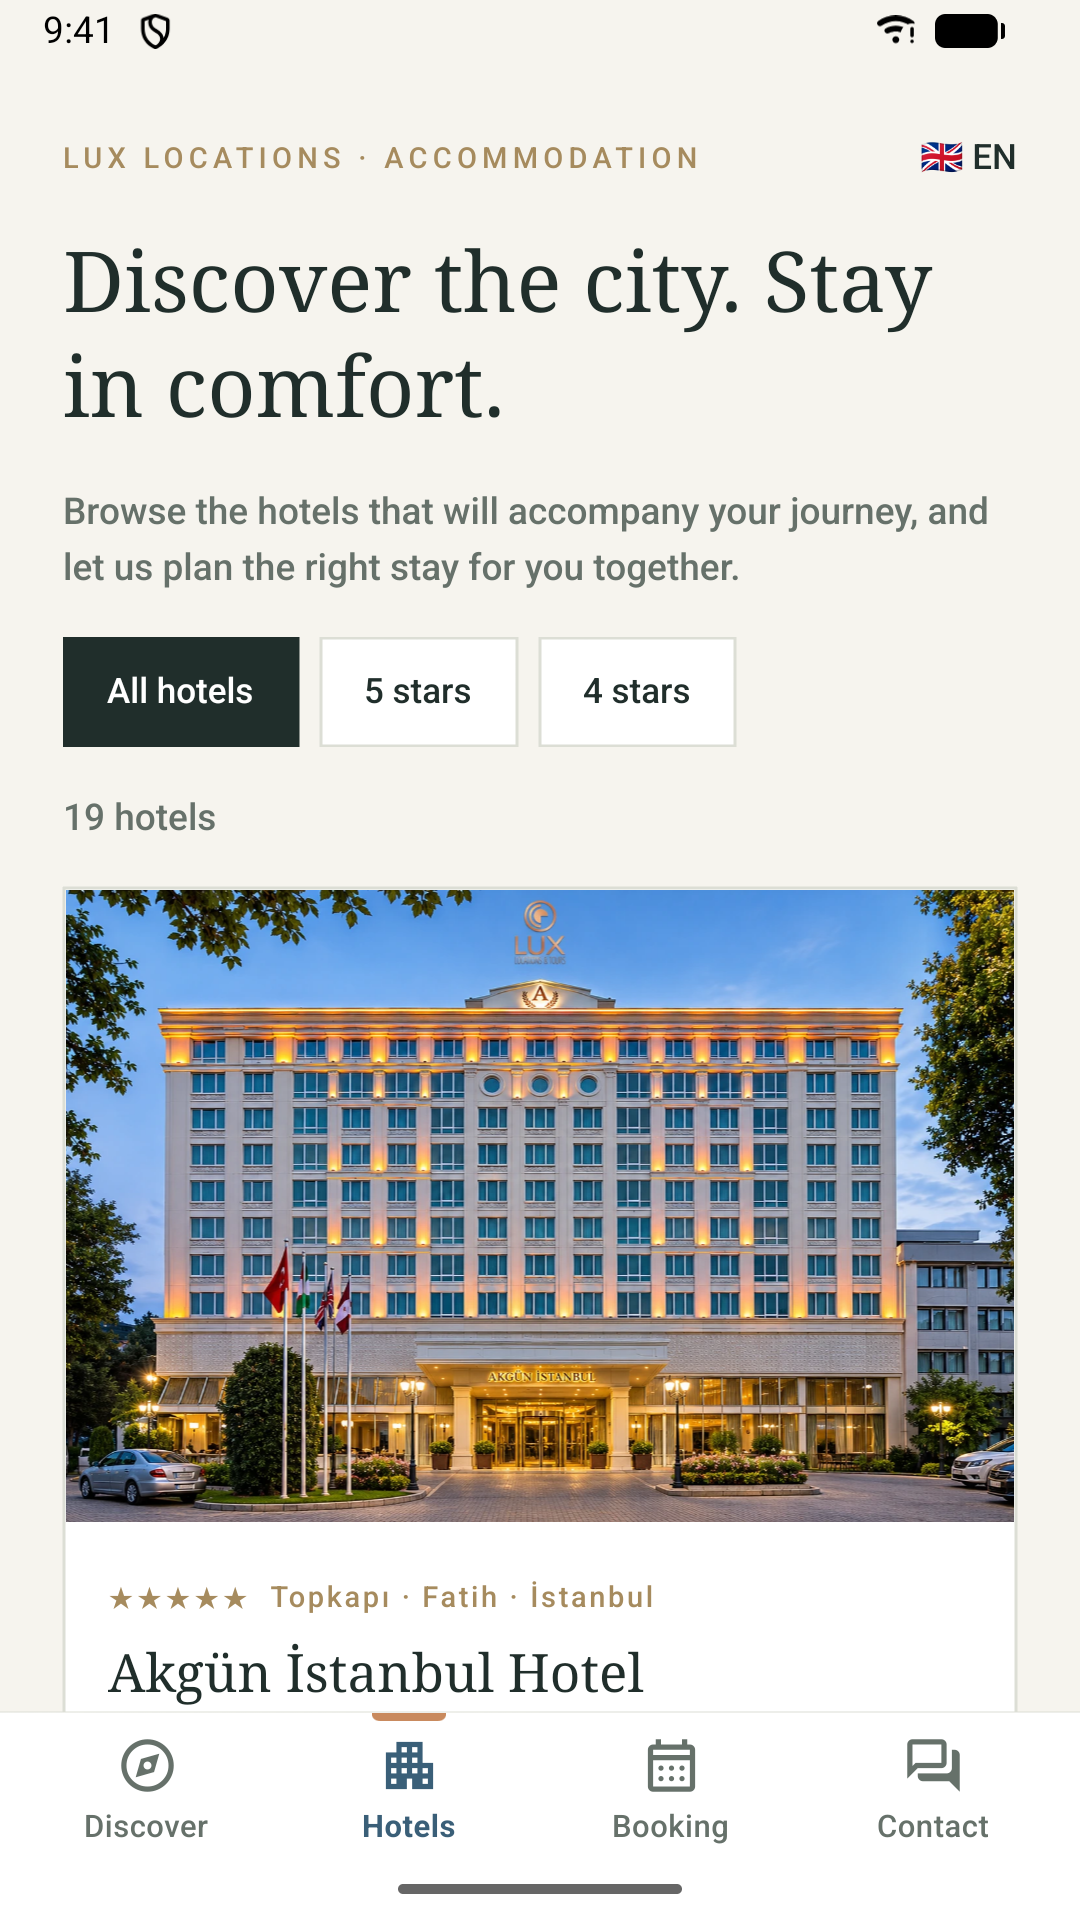 9:41
LUX LOCATIONS · ACCOMMODATION
🇬🇧 EN
Discover the city. Stay
in comfort.
Browse the hotels that will accompany your journey, and
let us plan the right stay for you together.
All hotels
5 stars
4 stars
19 hotels
LUX
A
AKGÜN İSTANBUL
★★★★★ Topkapı · Fatih · İstanbul
Akgün İstanbul Hotel
Discover
Hotels
Booking
Contact